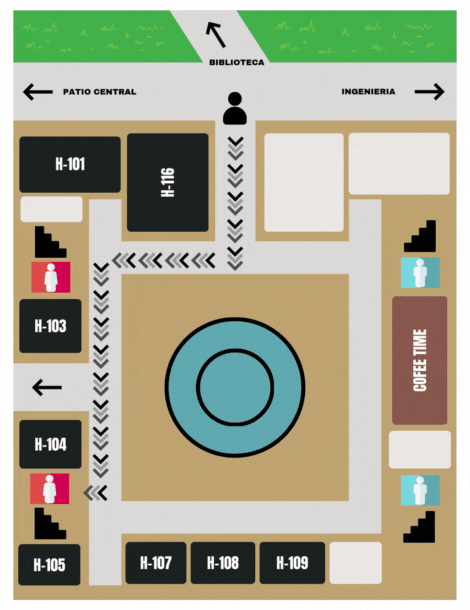 BIBLIOTECA
PATIO CENTRAL
INGENIERIA
H-101
H-116
H-103
COFEE TIME
H-104
H-105
H-107
H-108
H-109